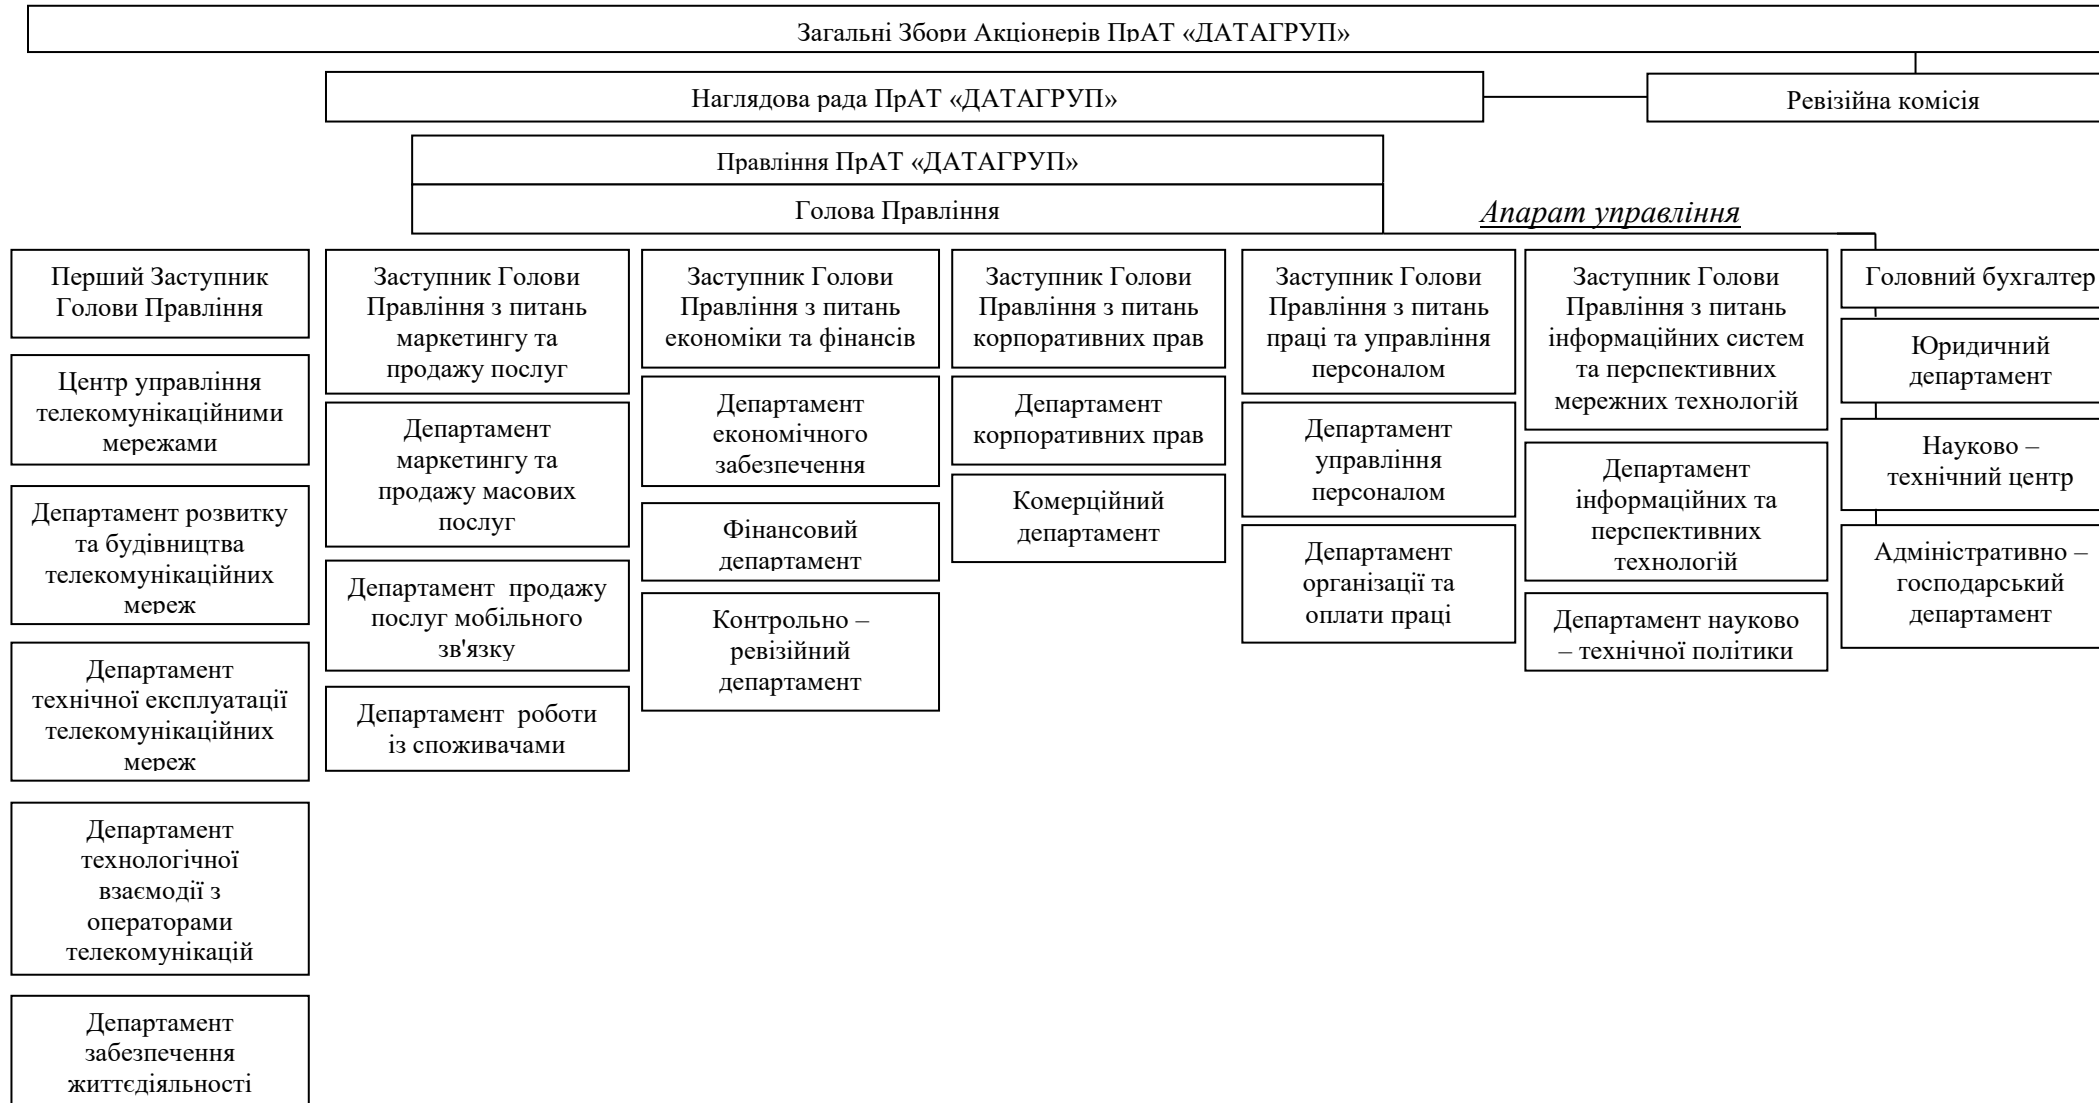 Загальні Збори Акціонерів ПрАТ «ДАТАГРУП»
Наглядова рада ПрАТ «ДАТАГРУП»
Ревізійна комісія
Правління ПрАТ «ДАТАГРУП»
Голова Правління
Апарат управління
Перший Заступник
Голови Правління
Центр управління
телекомунікаційними
мережами
Департамент розвитку
та будівництва
телекомунікаційних
мереж
Департамент
технічної експлуатації
телекомунікаційних
мереж
Департамент
технологічної
взаємодії з
операторами
телекомунікацій
Департамент
забезпечення
життєдіяльності
Заступник Голови
Правління з питань
маркетингу та
продажу послуг
Департамент
маркетингу та
продажу масових
послуг
Департамент продажу
послуг мобільного
зв'язку
Департамент роботи
із споживачами
Заступник Голови
Правління з питань
економіки та фінансів
Департамент
економічного
забезпечення
Фінансовий
департамент
Контрольно –
ревізійний
департамент
Заступник Голови
Правління з питань
корпоративних прав
Департамент
корпоративних прав
Комерційний
департамент
Заступник Голови
Правління з питань
праці та управління
персоналом
Департамент
управління
персоналом
Департамент
організації та
оплати праці
Заступник Голови
Правління з питань
інформаційних систем
та перспективних
мережних технологій
Департамент
інформаційних та
перспективних
технологій
Департамент науково
– технічної політики
Головний бухгалтер
Юридичний
департамент
Науково –
технічний центр
Адміністративно –
господарський
департамент